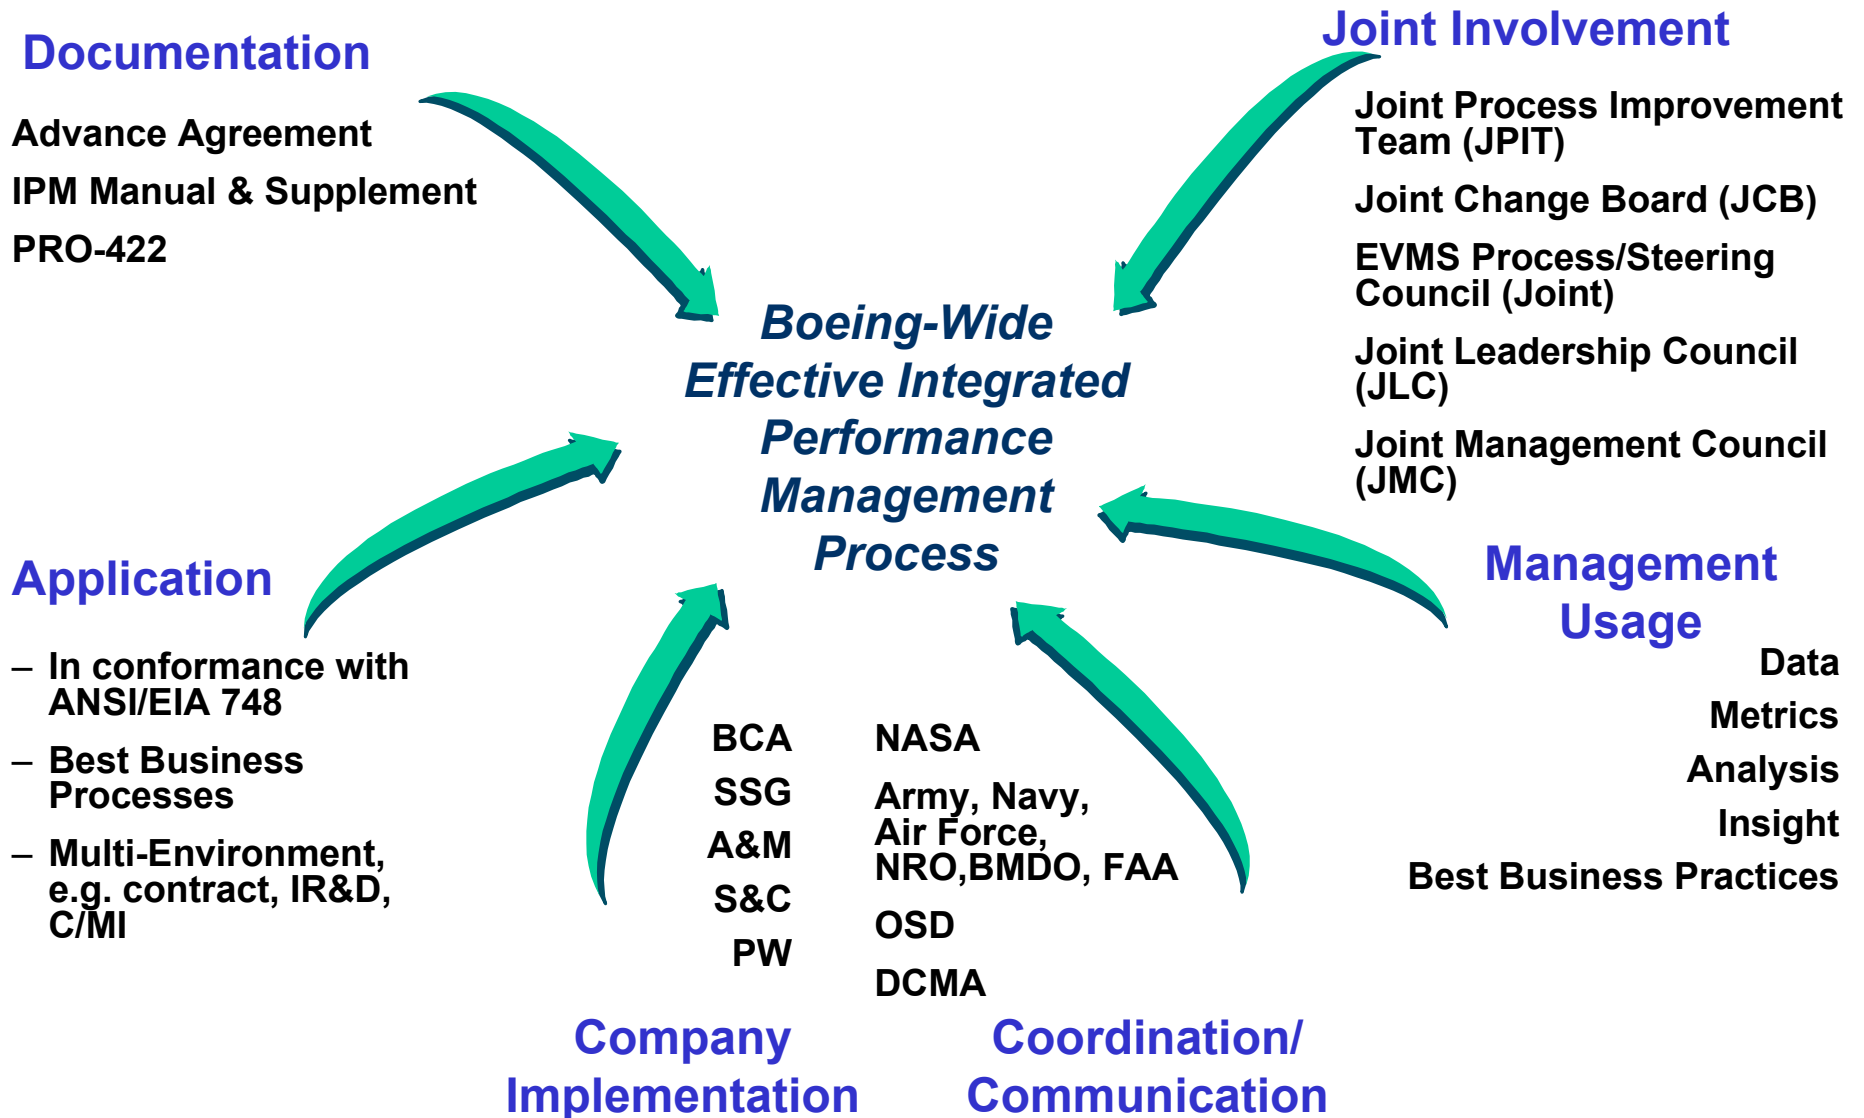 Documentation
Advance Agreement
IPM Manual & Supplement
PRO-422
Joint Involvement
Joint Process Improvement
Team (JPIT)
Joint Change Board (JCB)
EVMS Process/Steering
Council (Joint)
Joint Leadership Council
(JLC)
Joint Management Council
(JMC)
Boeing-Wide
Effective Integrated
Performance
Management
Process
Application
– In conformance with
ANSI/EIA 748
– Best Business
Processes
– Multi-Environment,
e.g. contract, IR&D,
C/MI
Management
Usage
Data
Metrics
Analysis
Insight
Best Business Practices
BCA
SSG
A&M
S&C
PW
Company
Implementation
NASA
Army, Navy,
Air Force,
NRO,BMDO, FAA
OSD
DCMA
Coordination/
Communication